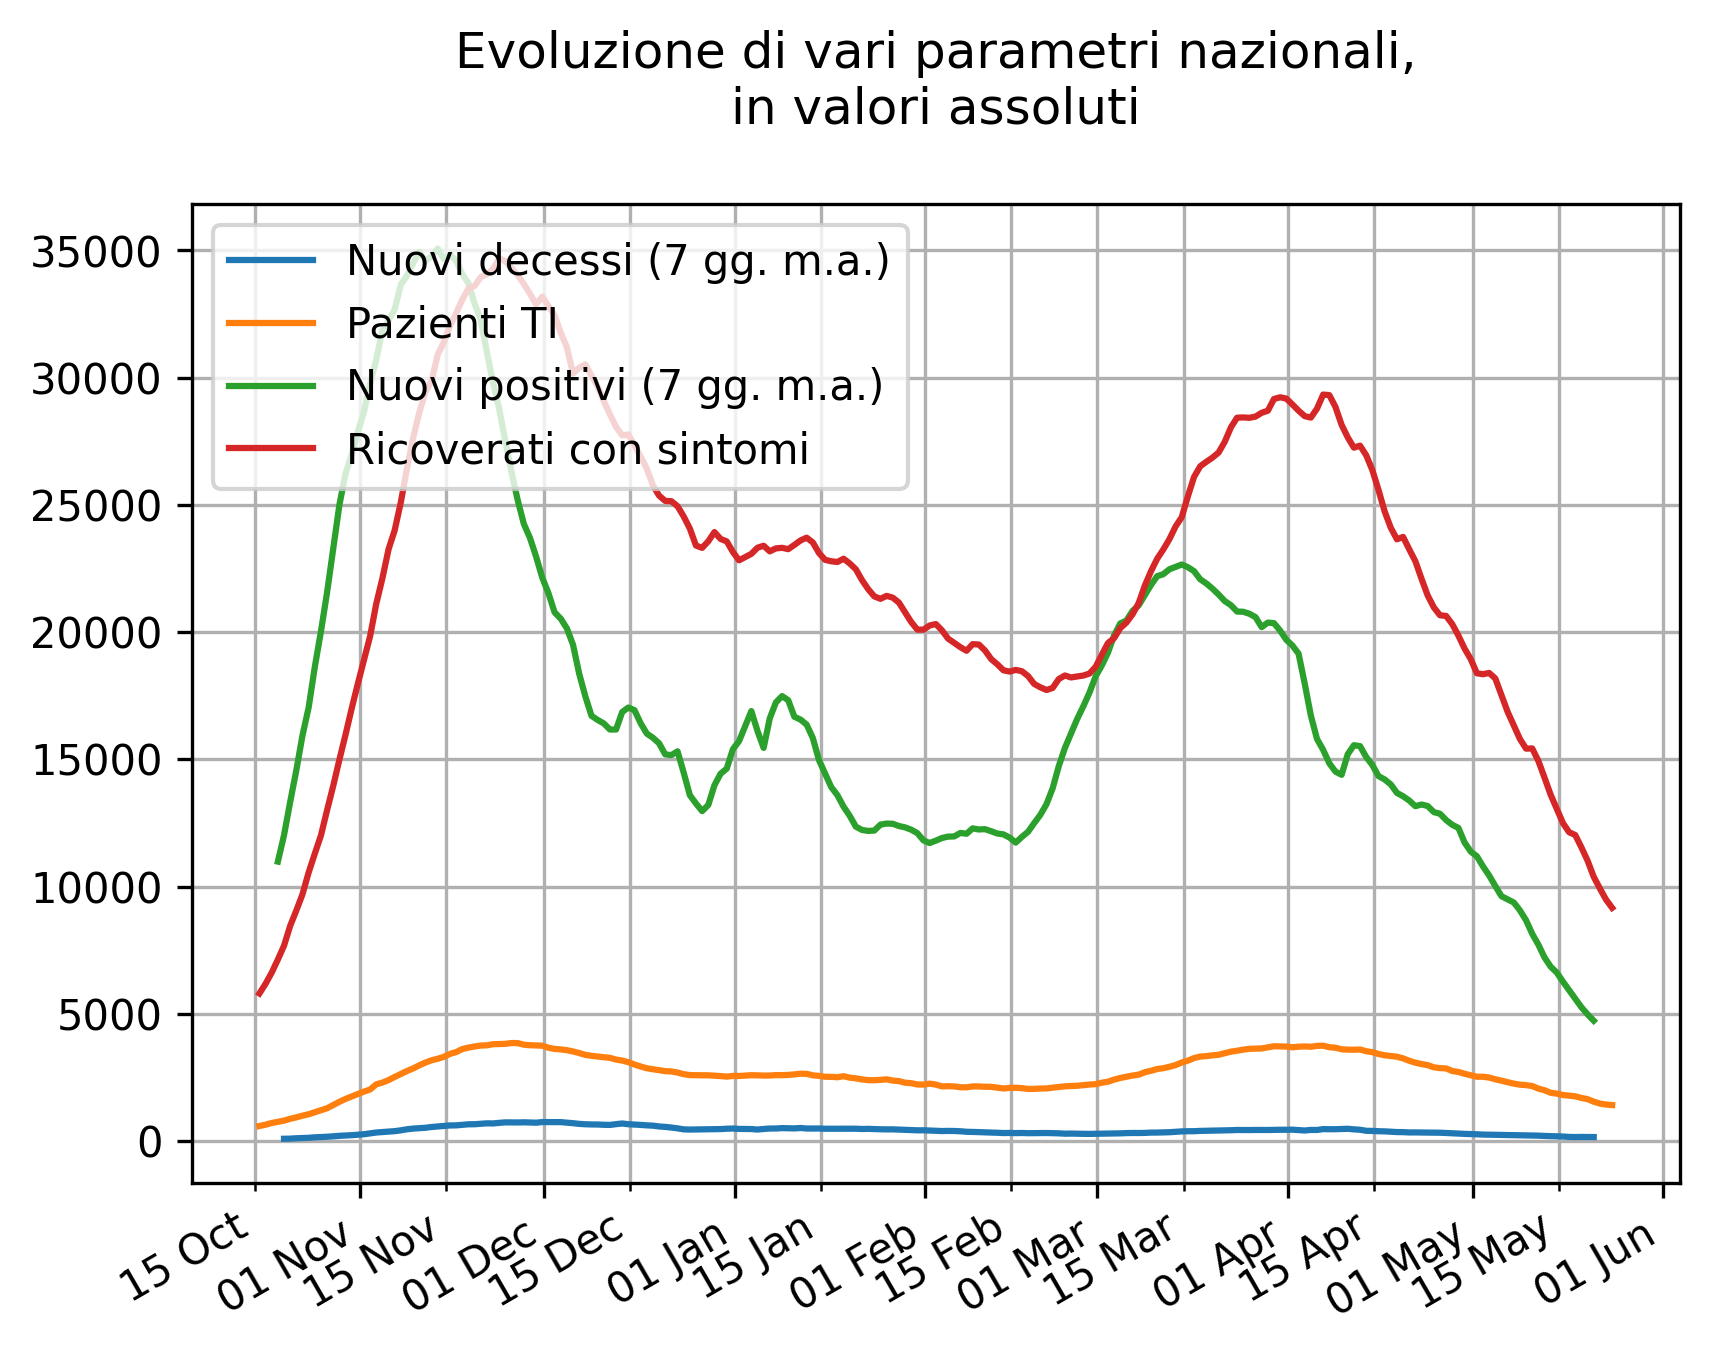 Evoluzione di vari parametri nazionali,
in valori assoluti
35000
30000
25000
20000
15000
10000
5000
0
Nuovi decessi (7 gg. m.a.)
Pazienti TI
Nuovi positivi (7 gg. m.a.)
Ricoverati con sintomi
15 Oct
01 Nov
15 Nov
01 Dec
15 Dec
01 Jan
15 Jan
01 Feb
15 Feb
01 Mar
15 Mar
01 Apr
15 Apr
01 May
15 May
01 Jun